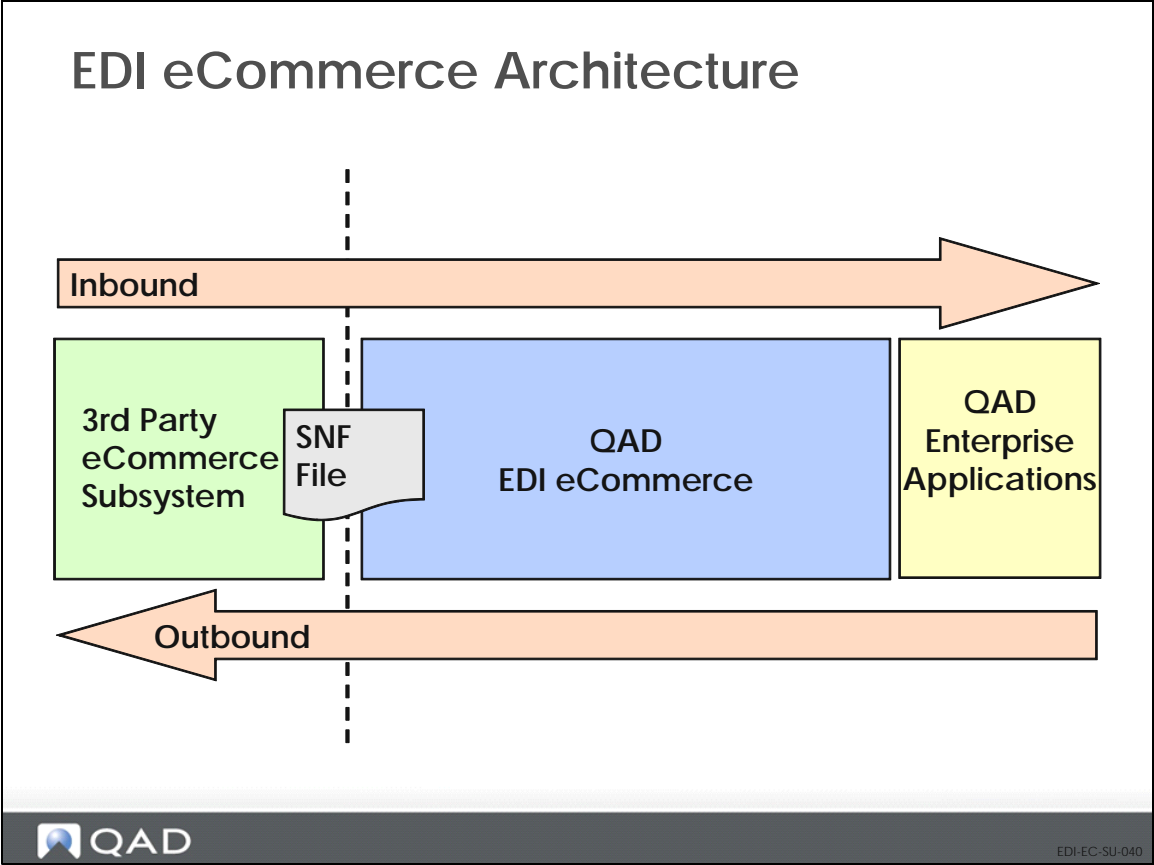 EDI eCommerce Architecture
Inbound
3rd Party
eCommerce
Subsystem
SNF
File
QAD
EDI eCommerce
QAD
Enterprise
Applications
Outbound
QAD
EDI-EC-SU-040